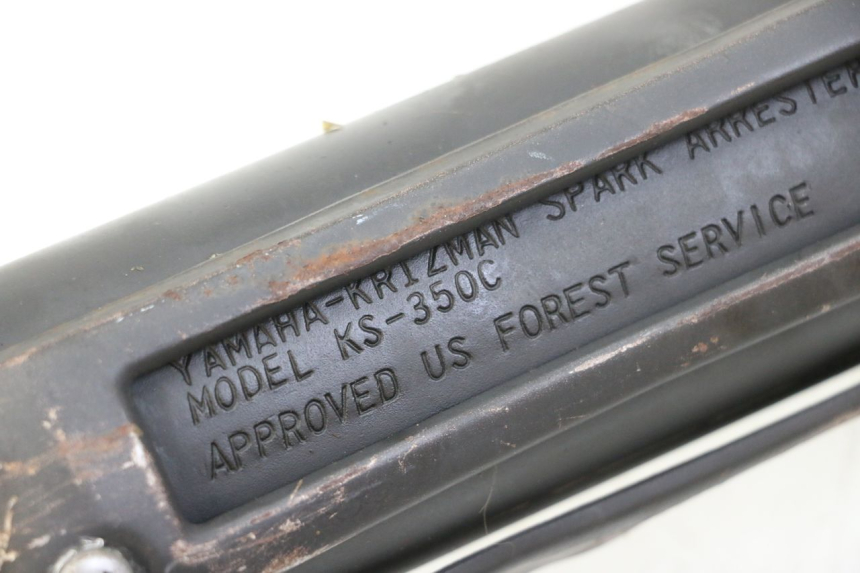 YAMAHA-KRIZMAN SPARK ARRESTER
MODEL KS-350C
APPROVED US FOREST SERVICE